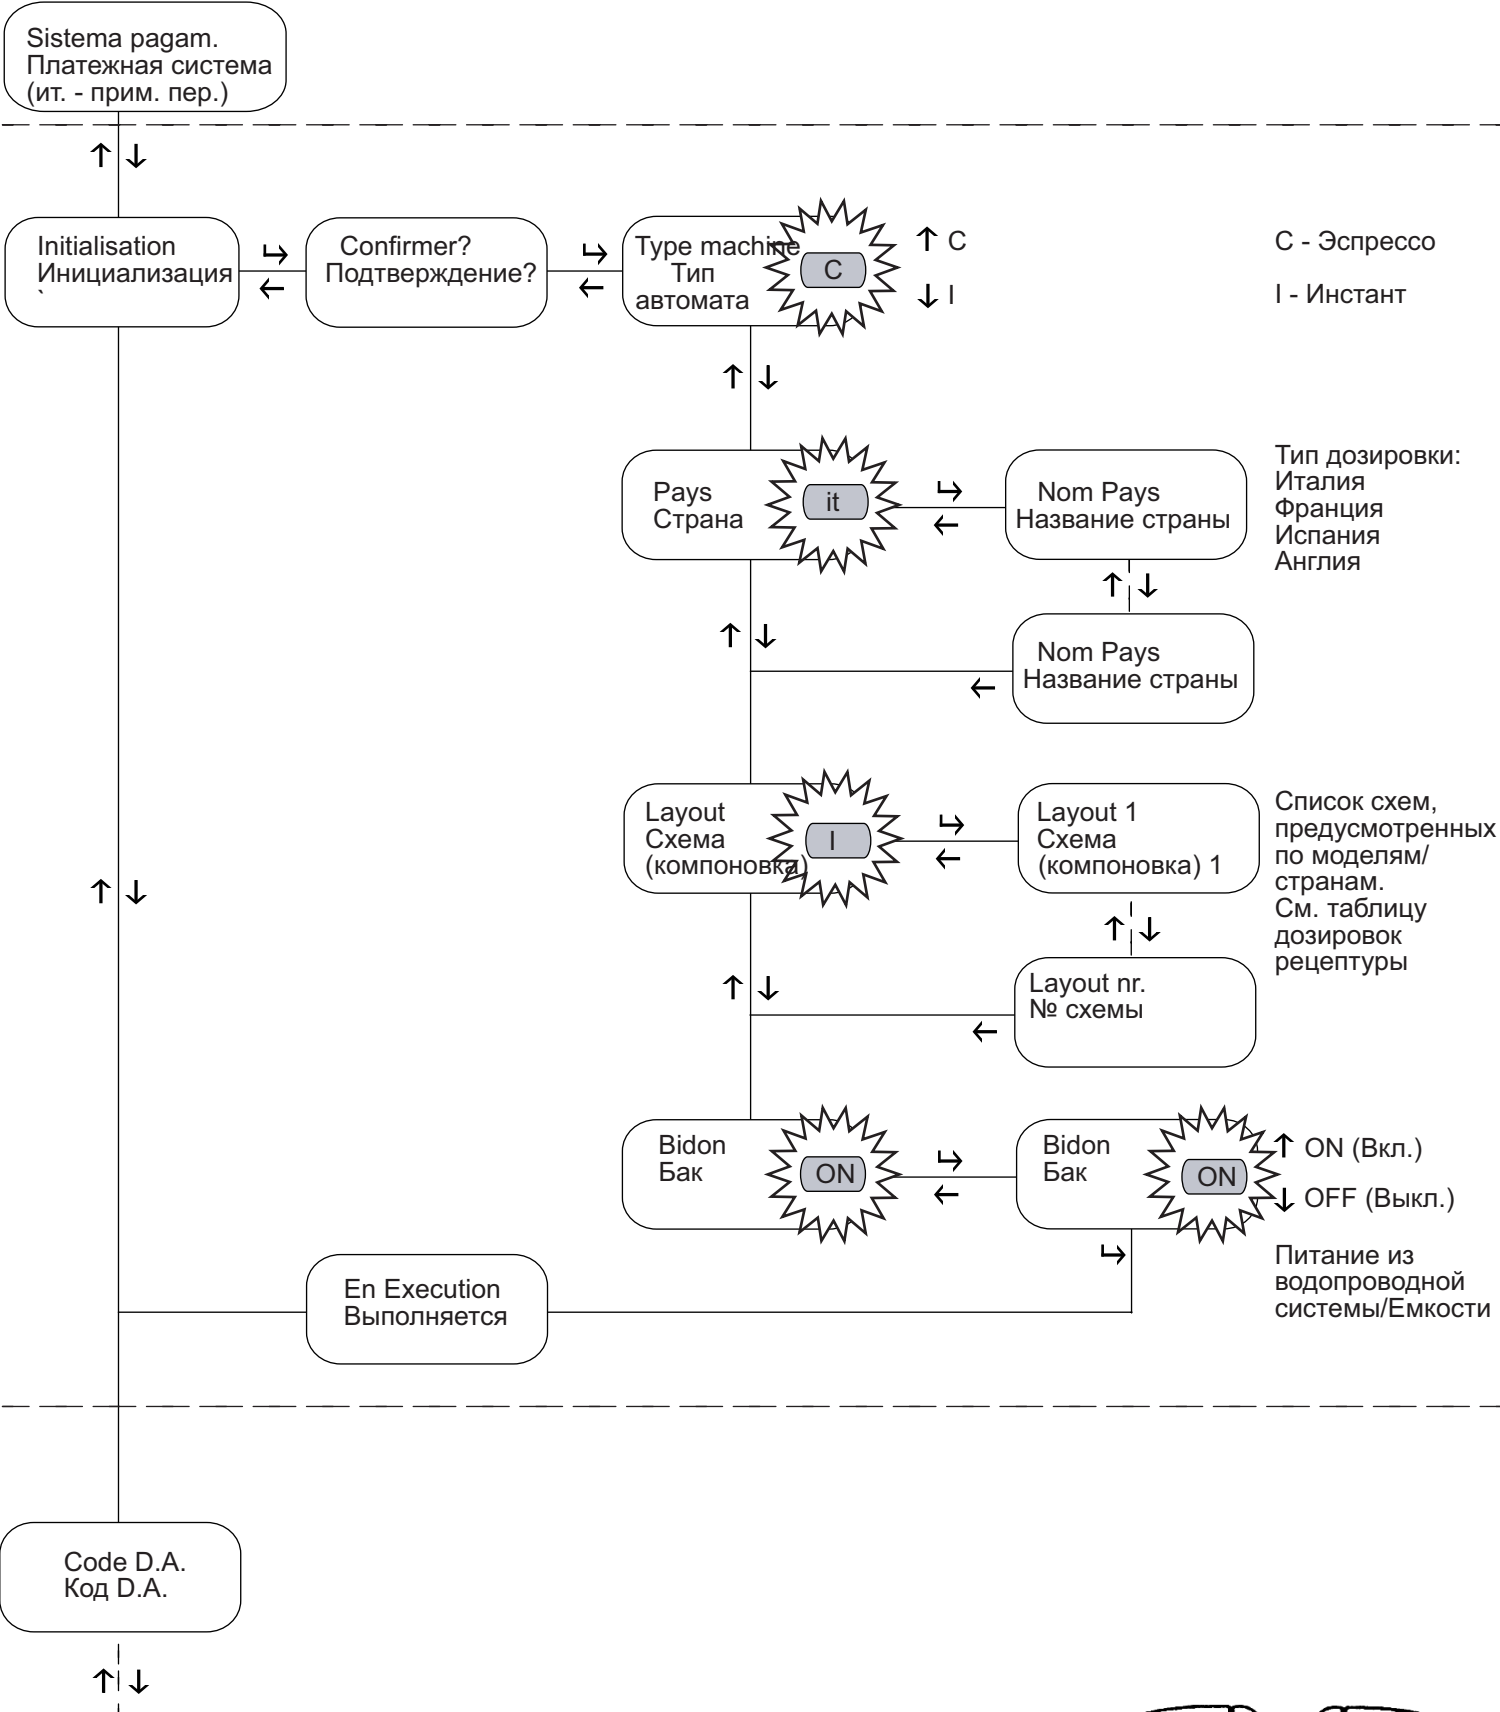 Sistema pagam.
Платежная система
(ит. - прим. пер.)
↑ ↓
Initialisation
Инициализация
`
Confirmer?
Подтверждение?
Type machine
Тип
автомата
C
↑ C
↓ I
C - Эспрессо
I - Инстант
↑ ↓
Pays
Страна
it
Nom Pays
Название страны
Тип дозировки:
Италия
Франция
Испания
Англия
↑ ↓
↑ ↓
Nom Pays
Название страны
Layout
Схема
(компоновка)
I
Layout 1
Схема
(компоновка) 1
Список схем,
предусмотренных
по моделям/
странам.
См. таблицу
дозировок
рецептуры
↑ ↓
↑ ↓
↑ ↓
Layout nr.
№ схемы
Bidon
Бак
ON
Bidon
Бак
ON
↑ ON (Вкл.)
↓ OFF (Выкл.)
Питание из
водопроводной
системы/Емкости
En Execution
Выполняется
Code D.A.
Код D.A.
↑ ↓